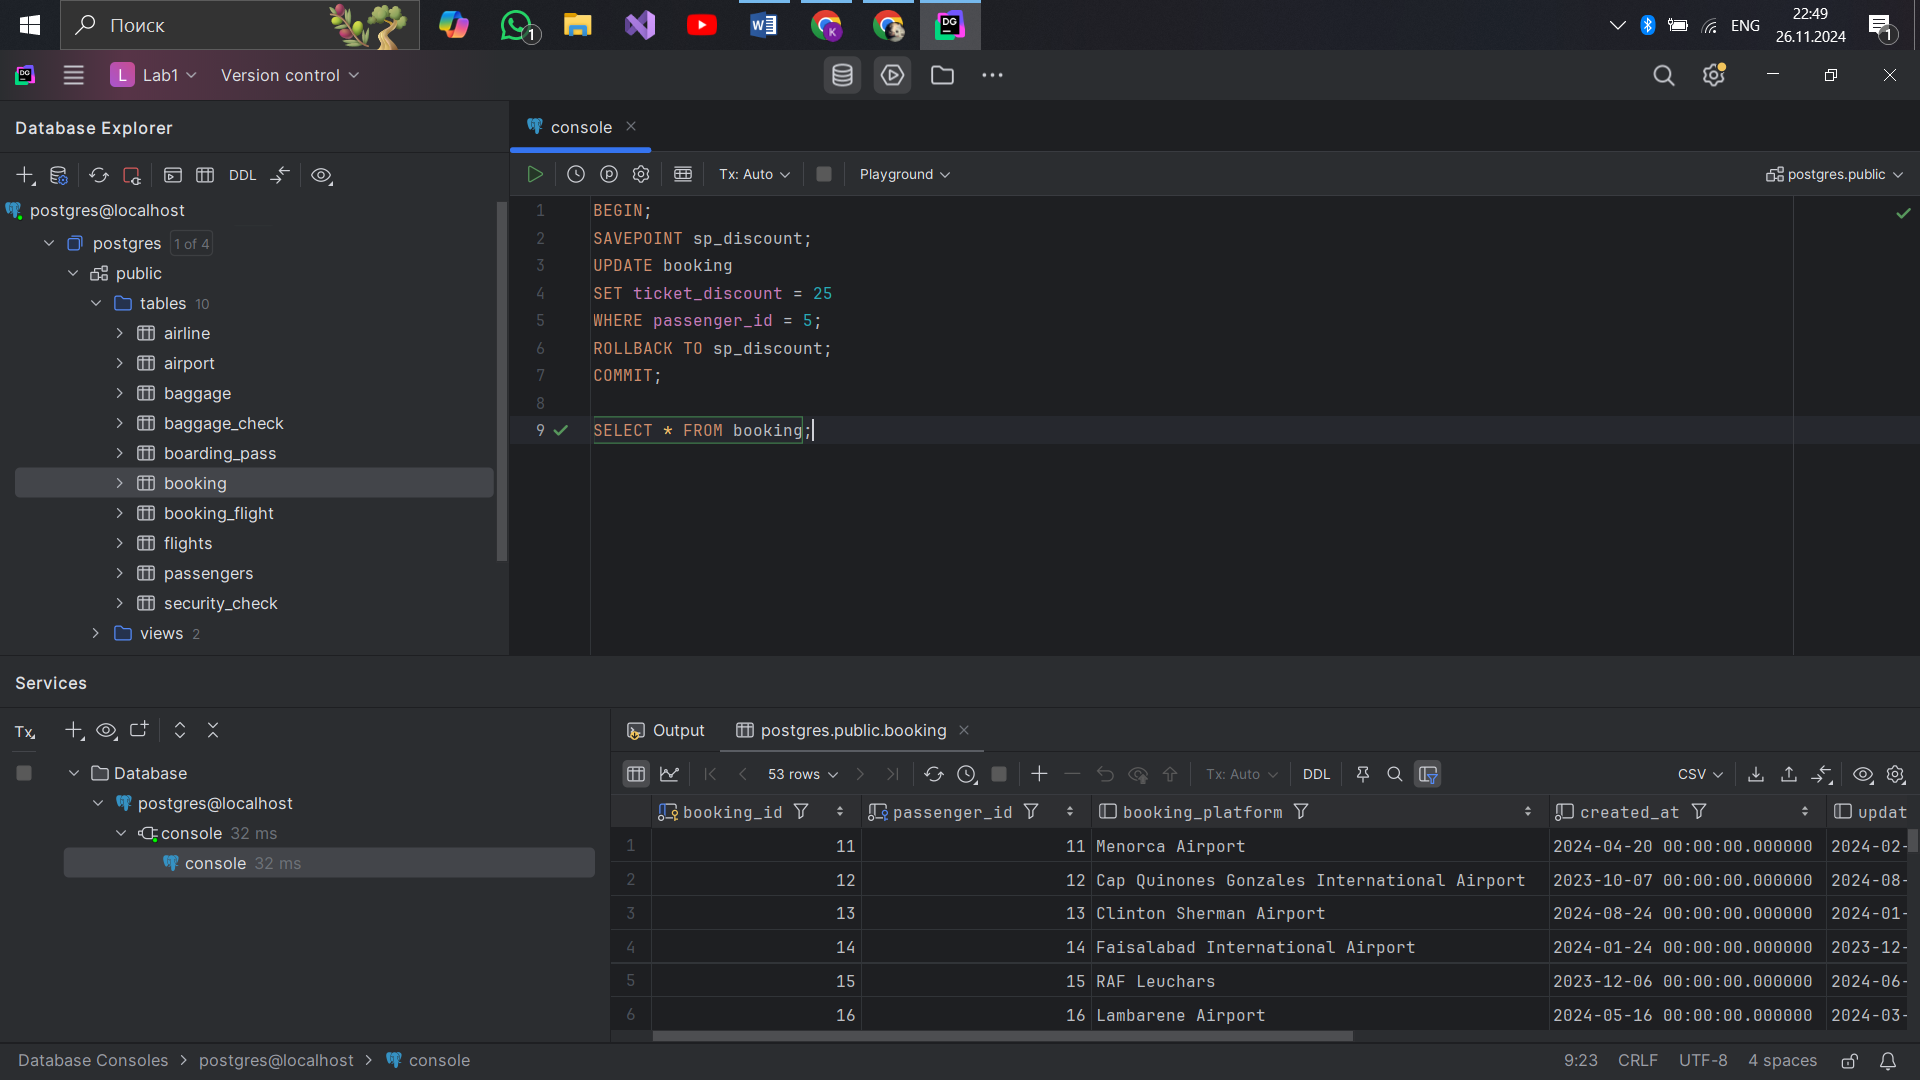 Поиск
1
DG
ENG
22:49
26.11.2024
1
DG
L Lab1
Version control
Database Explorer
console
DDL
Tx: Auto
Playground
postgres.public
postgres@localhost
postgres 1 of 4
public
tables 10
airline
airport
baggage
baggage_check
boarding_pass
booking
booking_flight
flights
passengers
security_check
views 2
1 BEGIN;
2 SAVEPOINT sp_discount;
3 UPDATE booking
4 SET ticket_discount = 25
5 WHERE passenger_id = 5;
6 ROLLBACK TO sp_discount;
7 COMMIT;
8
9 SELECT * FROM booking;
Services
Tx
Database
postgres@localhost
console 32 ms
console 32 ms
Output
postgres.public.booking
53 rows
Tx: Auto
DDL
CSV
booking_id passenger_id booking_platform created_at updat
1 11 11 Menorca Airport 2024-04-20 00:00:00.000000 2024-02-
2 12 12 Cap Quinones Gonzales International Airport 2023-10-07 00:00:00.000000 2024-08-
3 13 13 Clinton Sherman Airport 2024-08-24 00:00:00.000000 2024-01-
4 14 14 Faisalabad International Airport 2024-01-24 00:00:00.000000 2023-12-
5 15 15 RAF Leuchars 2023-12-06 00:00:00.000000 2024-06-
6 16 16 Lambarene Airport 2024-05-16 00:00:00.000000 2024-03-
Database Consoles > postgres@localhost > console
9:23 CRLF UTF-8 4 spaces